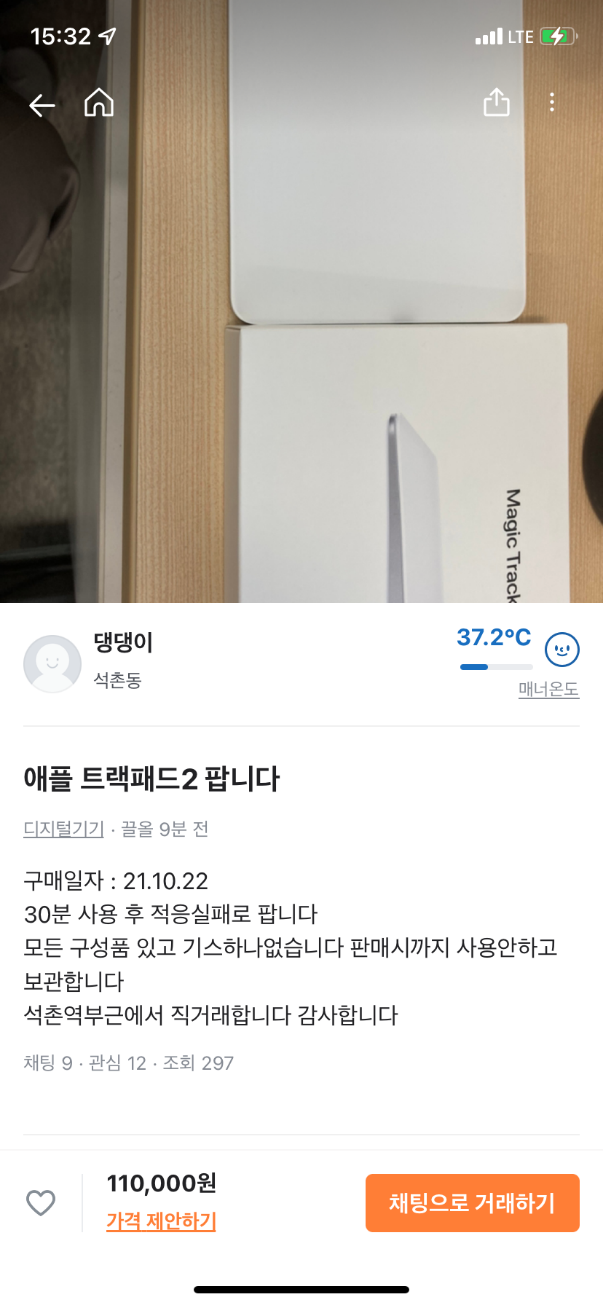 15:32
LTE
Magic Track
댕댕이
석촌동
37.2°C
매너온도
애플 트랙패드2 팝니다
디지털기기 · 끌올 9분 전
구매일자 : 21.10.22
30분 사용 후 적응실패로 팝니다
모든 구성품 있고 기스하나없습니다 판매시까지 사용안하고
보관합니다
석촌역부근에서 직거래합니다 감사합니다
채팅 9 · 관심 12 · 조회 297
110,000원
가격 제안하기
채팅으로 거래하기